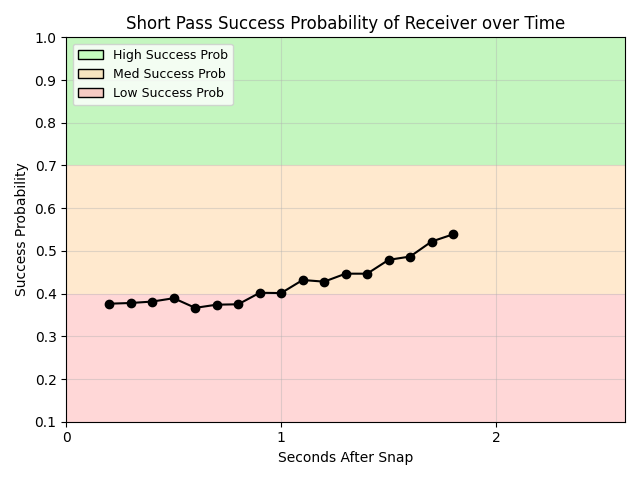 Short Pass Success Probability of Receiver over Time
High Success Prob
Med Success Prob
Low Success Prob
Success Probability
1.0
0.9
0.8
0.7
0.6
0.5
0.4
0.3
0.2
0.1
0 1 2
Seconds After Snap